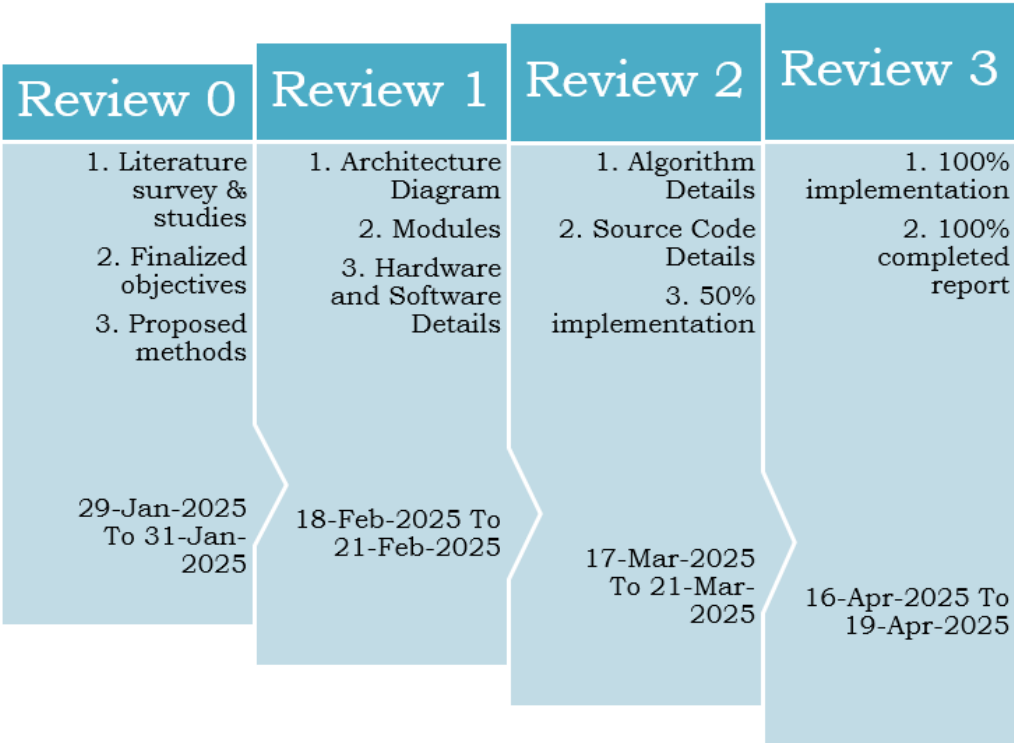 Review 0
1. Literature
survey &
studies
2. Finalized
objectives
3. Proposed
methods
29-Jan-2025
To 31-Jan-
2025
Review 1
1. Architecture
Diagram
2. Modules
3. Hardware
and Software
Details
18-Feb-2025 To
21-Feb-2025
Review 2
1. Algorithm
Details
2. Source Code
Details
3. 50%
implementation
17-Mar-2025
To 21-Mar-
2025
Review 3
1. 100%
implementation
2. 100%
completed
report
16-Apr-2025 To
19-Apr-2025